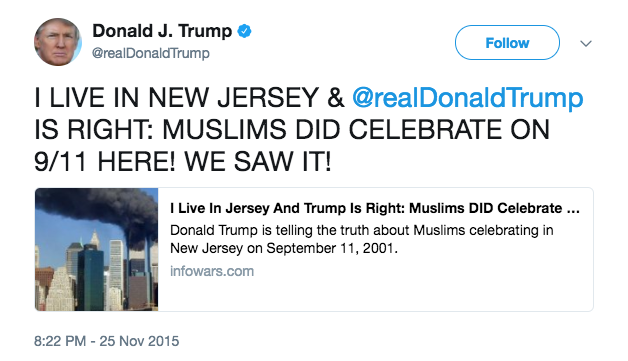 Donald J. Trump
@realDonaldTrump
Follow
I LIVE IN NEW JERSEY & @realDonaldTrump
IS RIGHT: MUSLIMS DID CELEBRATE ON
9/11 HERE! WE SAW IT!
I Live In Jersey And Trump Is Right: Muslims DID Celebrate ...
Donald Trump is telling the truth about Muslims celebrating in
New Jersey on September 11, 2001.
infowars.com
8:22 PM - 25 Nov 2015